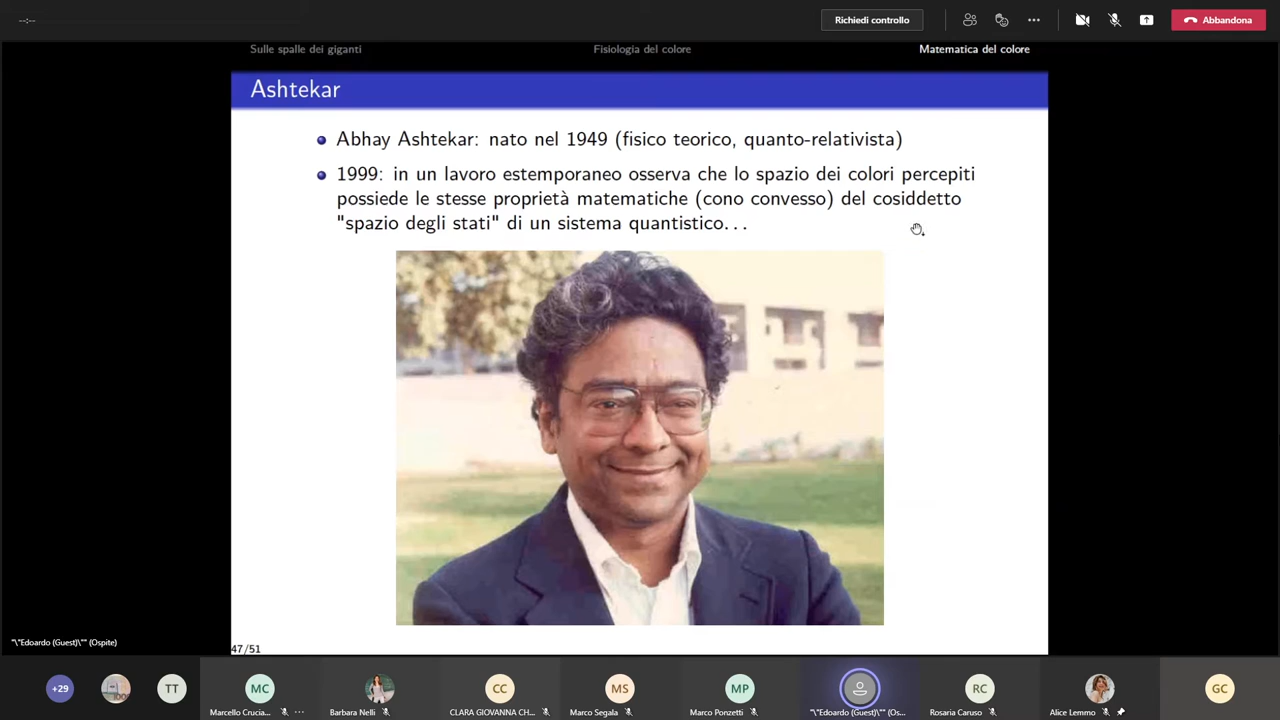 --:--
Richiedi controllo
Abbandona
Sulle spalle dei giganti
Fisiologia del colore
Matematica del colore
Ashtekar
Abhay Ashtekar: nato nel 1949 (fisico teorico, quanto-relativista)
1999: in un lavoro estemporaneo osserva che lo spazio dei colori percepiti
possiede le stesse proprietà matematiche (cono convesso) del cosiddetto
"spazio degli stati" di un sistema quantistico...
"\"Edoardo (Guest)\"" (Ospite)
47/51
+29
TT
MC
CC
MS
MP
RC
GC
Marcello Crucia...
Barbara Nelli
CLARA GIOVANNA CH...
Marco Segala
Marco Ponzetti
"\"Edoardo (Guest)\"" (Os...
Rosaria Caruso
Alice Lemmo